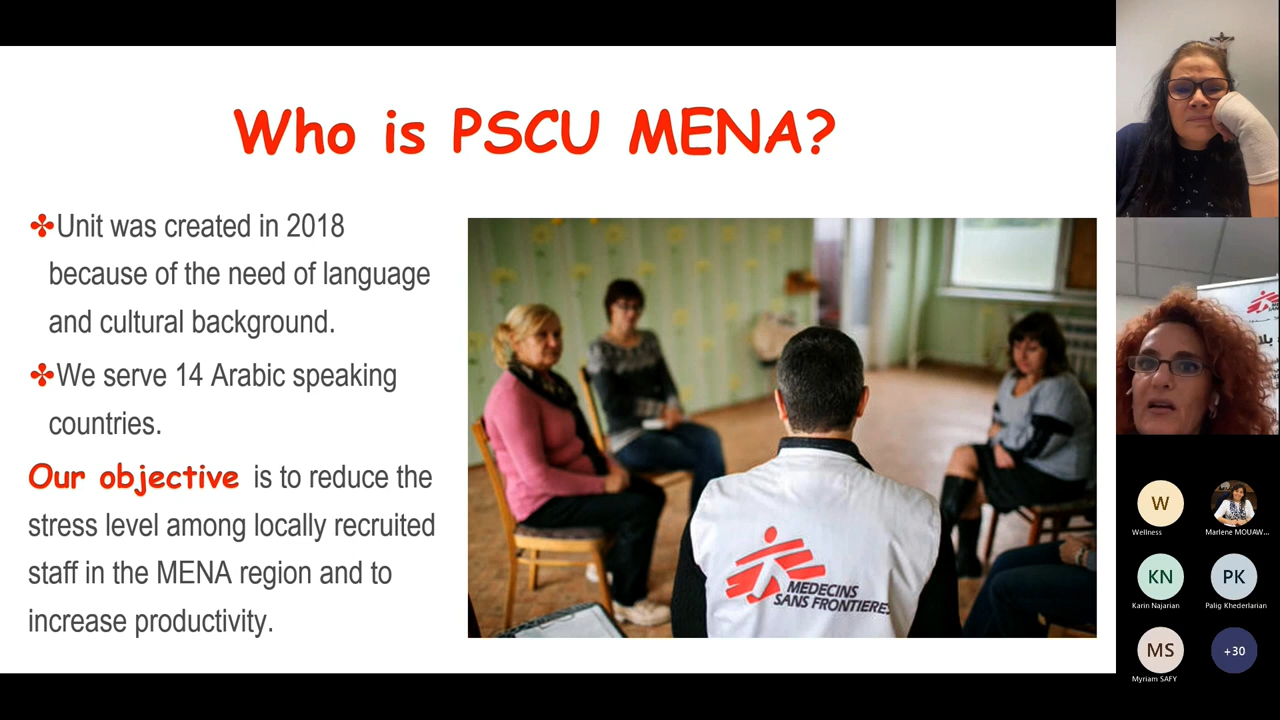 Who is PSCU MENA?
✤Unit was created in 2018
because of the need of language
and cultural background.
✤We serve 14 Arabic speaking
countries.
Our objective is to reduce the
stress level among locally recruited
staff in the MENA region and to
increase productivity.
MEDECINS
SANS FRONTIERES
W
Wellness
Marlene MOUAW...
KN
Karin Najarian
PK
Palig Khederlarian
MS
Myriam SAFY
+30